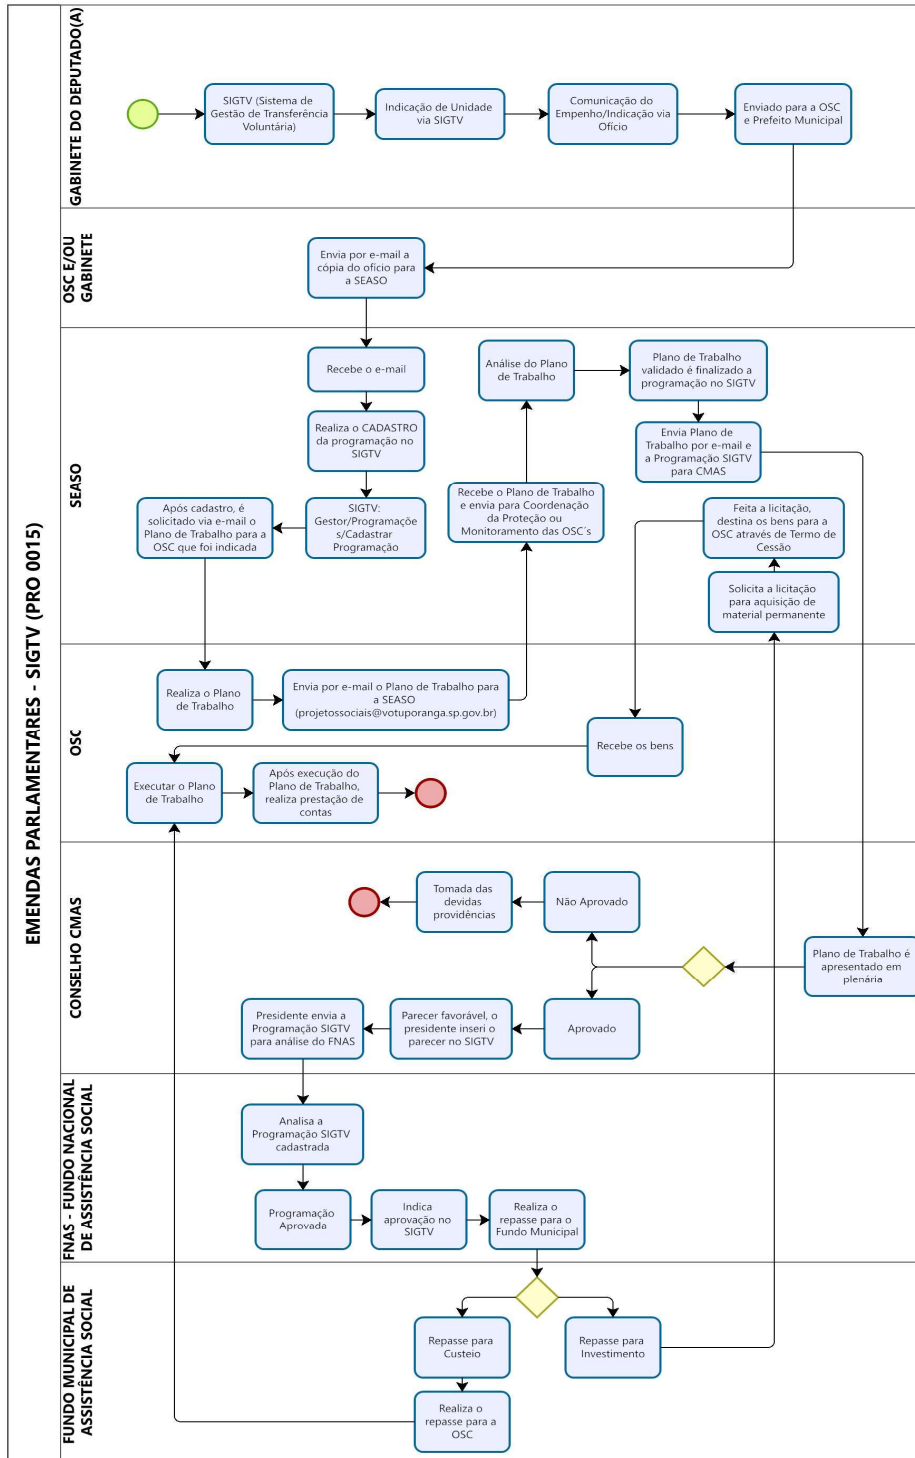 EMENDAS PARLAMENTARES - SIGTV (PRO 0015)
GABINETE DO DEPUTADO(A)
SIGTV (Sistema de
Gestão de Transferência
Voluntária)
Indicação de Unidade
via SIGTV
Comunicação do
Empenho/Indicação via
Ofício
Enviado para a OSC
e Prefeito Municipal
OSC E/OU
GABINETE
Envia por e-mail a
cópia do ofício para
a SEASO
SEASO
Recebe o e-mail
Realiza o CADASTRO
da programação no
SIGTV
SIGTV:
Gestor/Programaçõe
s/Cadastrar
Programação
Após cadastro, é
solicitado via e-mail o
Plano de Trabalho para a
OSC que foi indicada
Análise do Plano
de Trabalho
Plano de Trabalho
validado é finalizado a
programação no SIGTV
Envia Plano de
Trabalho por e-mail e
a Programação SIGTV
para CMAS
Recebe o Plano de Trabalho
e envia para Coordenação
da Proteção ou
Monitoramento das OSC´s
Feita a licitação,
destina os bens para a
OSC através de Termo de
Cessão
Solicita a licitação
para aquisição de
material permanente
OSC
Realiza o Plano
de Trabalho
Envia por e-mail o Plano de Trabalho para
a SEASO
(projetossociais@votuporanga.sp.gov.br)
Recebe os bens
Executar o Plano
de Trabalho
Após execução do
Plano de Trabalho,
realiza prestação de
contas
CONSELHO CMAS
Tomada das
devidas
providências
Não Aprovado
Plano de Trabalho é
apresentado em
plenária
Presidente envia a
Programação SIGTV
para análise do FNAS
Parecer favorável, o
presidente inseri o
parecer no SIGTV
Aprovado
FNAS - FUNDO NACIONAL
DE ASSISTÊNCIA SOCIAL
Analisa a
Programação SIGTV
cadastrada
Programação
Aprovada
Indica
aprovação no
SIGTV
Realiza o
repasse para o
Fundo Municipal
FUNDO MUNICIPAL DE
ASSISTÊNCIA SOCIAL
Repasse para
Custeio
Repasse para
Investimento
Realiza o
repasse para a
OSC